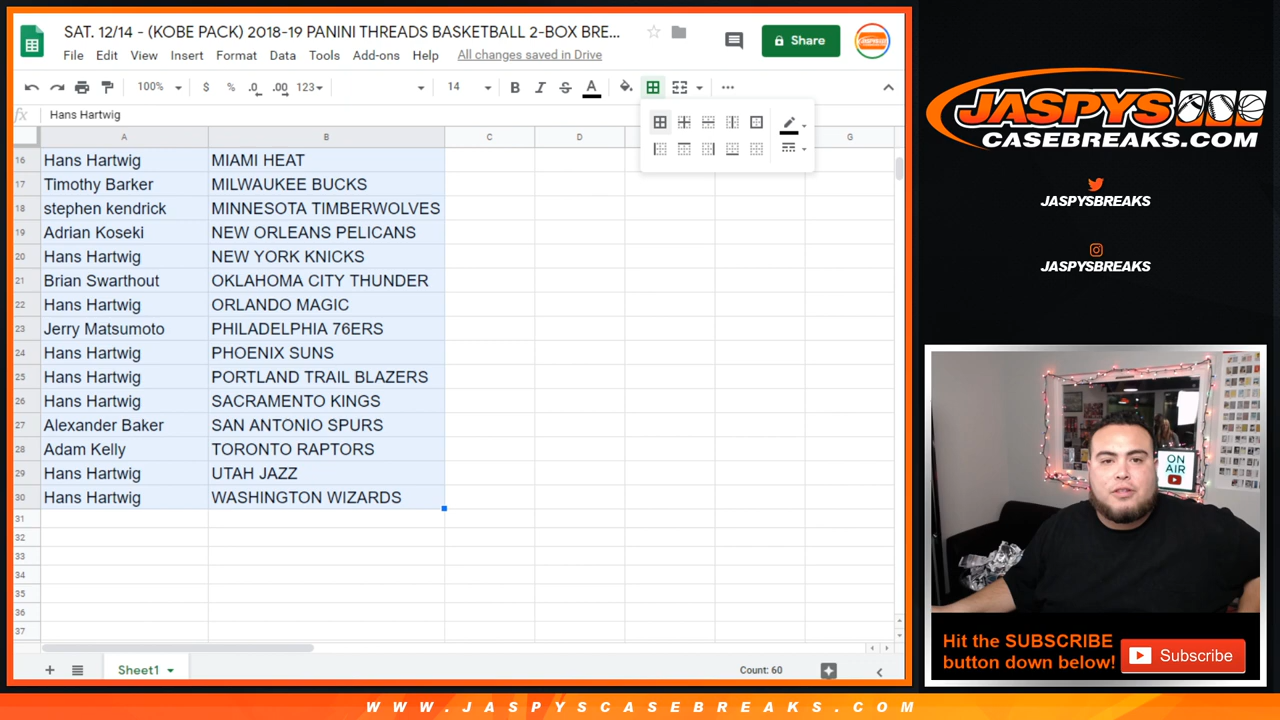 SAT. 12/14 - (KOBE PACK) 2018-19 PANINI THREADS BASKETBALL 2-BOX BRE...
Share
File Edit View Insert Format Data Tools Add-ons Help All changes saved in Drive
100% $ % .0 .00 123 14 B I S A
fx Hans Hartwig
A B C D G
16 Hans Hartwig MIAMI HEAT
17 Timothy Barker MILWAUKEE BUCKS
18 stephen kendrick MINNESOTA TIMBERWOLVES
19 Adrian Koseki NEW ORLEANS PELICANS
20 Hans Hartwig NEW YORK KNICKS
21 Brian Swarthout OKLAHOMA CITY THUNDER
22 Hans Hartwig ORLANDO MAGIC
23 Jerry Matsumoto PHILADELPHIA 76ERS
24 Hans Hartwig PHOENIX SUNS
25 Hans Hartwig PORTLAND TRAIL BLAZERS
26 Hans Hartwig SACRAMENTO KINGS
27 Alexander Baker SAN ANTONIO SPURS
28 Adam Kelly TORONTO RAPTORS
29 Hans Hartwig UTAH JAZZ
30 Hans Hartwig WASHINGTON WIZARDS
31
32
33
34
35
36
37
Sheet1
Count: 60
JASPYS
CASEBREAKS.COM
JASPYSBREAKS
JASPYSBREAKS
ON
AIR
Hit the SUBSCRIBE
button down below!
Subscribe
WWW.JASPYSCASEBREAKS.COM